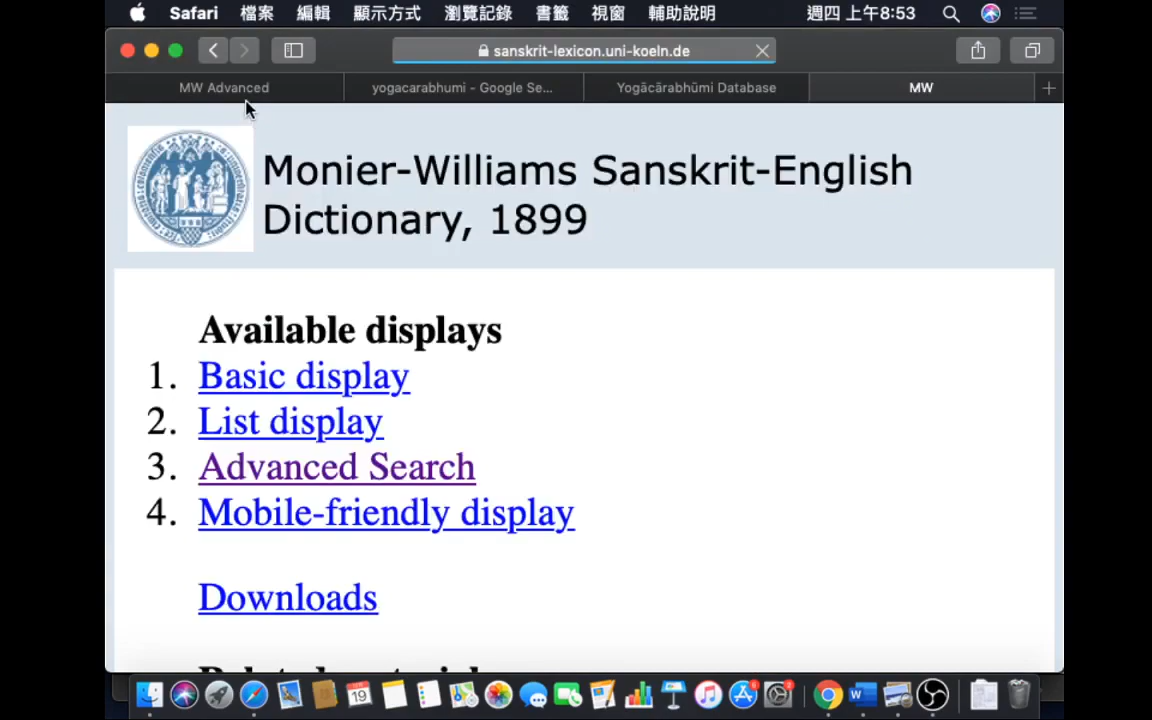 Safari 檔案 編輯 顯示方式 瀏覽記錄 書籤 視窗 輔助說明 週四 上午8:53
sanskrit-lexicon.uni-koeln.de
MW Advanced yogacarabhumi - Google Se... Yogācārabhūmi Database MW
Monier-Williams Sanskrit-English
Dictionary, 1899
Available displays
1. Basic display
2. List display
3. Advanced Search
4. Mobile-friendly display
Downloads
19